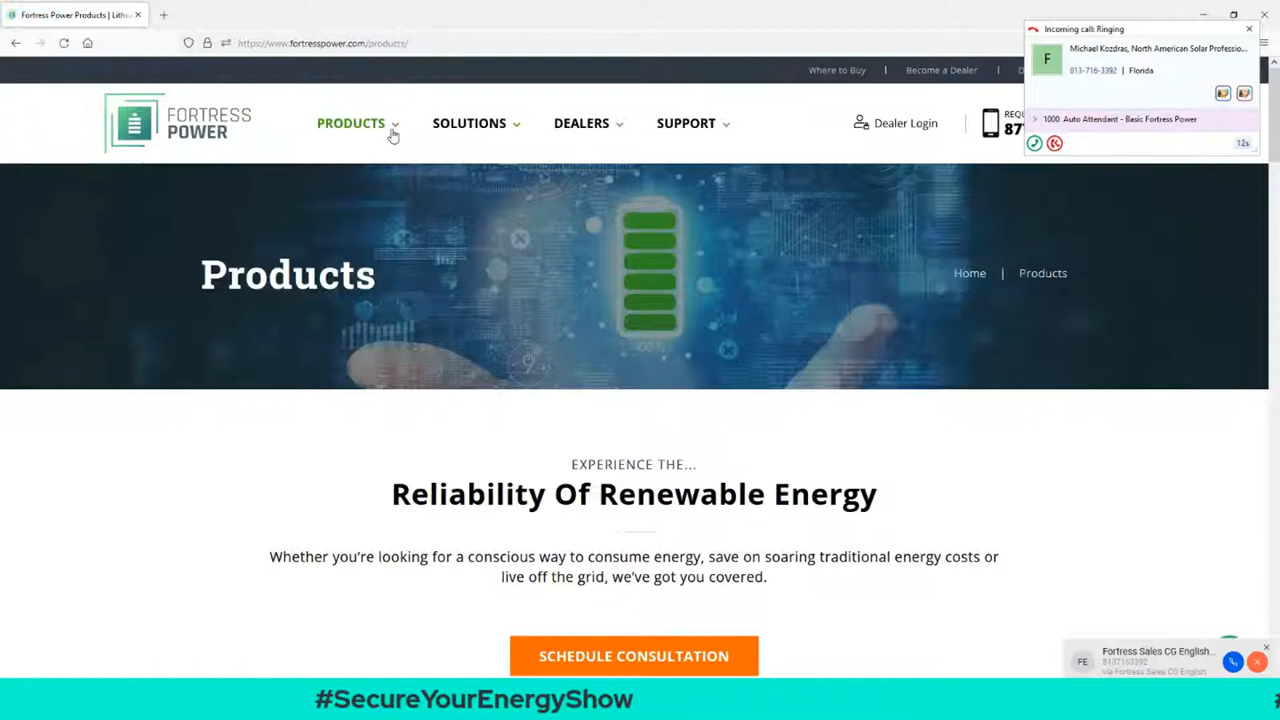 Fortress Power Products | Lithi
https://www.fortresspower.com/products/
Incoming call: Ringing
F
Michael Kozdras, North American Solar Professio...
813-716-3392 | Florida
1000 Auto Attendant - Basic Fortress Power
12s
Where to Buy | Become a Dealer | D
FORTRESS
POWER
PRODUCTS
SOLUTIONS
DEALERS
SUPPORT
Dealer Login
REQU
87
Products
Home | Products
100%
EXPERIENCE THE...
Reliability Of Renewable Energy
Whether you're looking for a conscious way to consume energy, save on soaring traditional energy costs or
live off the grid, we've got you covered.
SCHEDULE CONSULTATION
FE
Fortress Sales CG English...
8137163392
via Fortress Sales CG English
#SecureYourEnergyShow